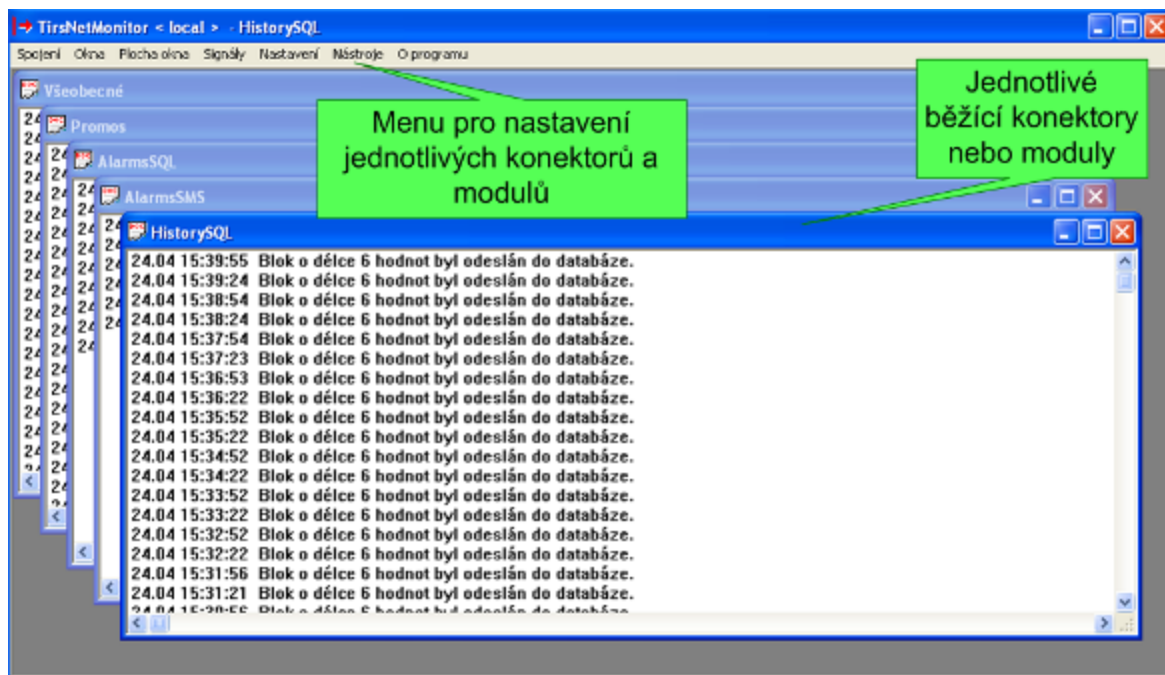 TirsNetMonitor < local > - HistorySQL
Spojení Okna Plocha okna Signály Nastavení Nástroje O programu
Všeobecné
Promos
AlarmsSQL
AlarmsSMS
HistorySQL
Menu pro nastavení
jednotlivých konektorů a
modulů
Jednotlivé
běžící konektory
nebo moduly
24.04 15:39:55 Blok o délce 6 hodnot byl odeslán do databáze.
24.04 15:39:24 Blok o délce 6 hodnot byl odeslán do databáze.
24.04 15:38:54 Blok o délce 6 hodnot byl odeslán do databáze.
24.04 15:38:24 Blok o délce 6 hodnot byl odeslán do databáze.
24.04 15:37:54 Blok o délce 6 hodnot byl odeslán do databáze.
24.04 15:37:23 Blok o délce 6 hodnot byl odeslán do databáze.
24.04 15:36:53 Blok o délce 6 hodnot byl odeslán do databáze.
24.04 15:36:22 Blok o délce 6 hodnot byl odeslán do databáze.
24.04 15:35:52 Blok o délce 6 hodnot byl odeslán do databáze.
24.04 15:35:22 Blok o délce 6 hodnot byl odeslán do databáze.
24.04 15:34:52 Blok o délce 6 hodnot byl odeslán do databáze.
24.04 15:34:22 Blok o délce 6 hodnot byl odeslán do databáze.
24.04 15:33:52 Blok o délce 6 hodnot byl odeslán do databáze.
24.04 15:33:22 Blok o délce 6 hodnot byl odeslán do databáze.
24.04 15:32:52 Blok o délce 6 hodnot byl odeslán do databáze.
24.04 15:32:22 Blok o délce 6 hodnot byl odeslán do databáze.
24.04 15:31:56 Blok o délce 6 hodnot byl odeslán do databáze.
24.04 15:31:21 Blok o délce 6 hodnot byl odeslán do databáze.